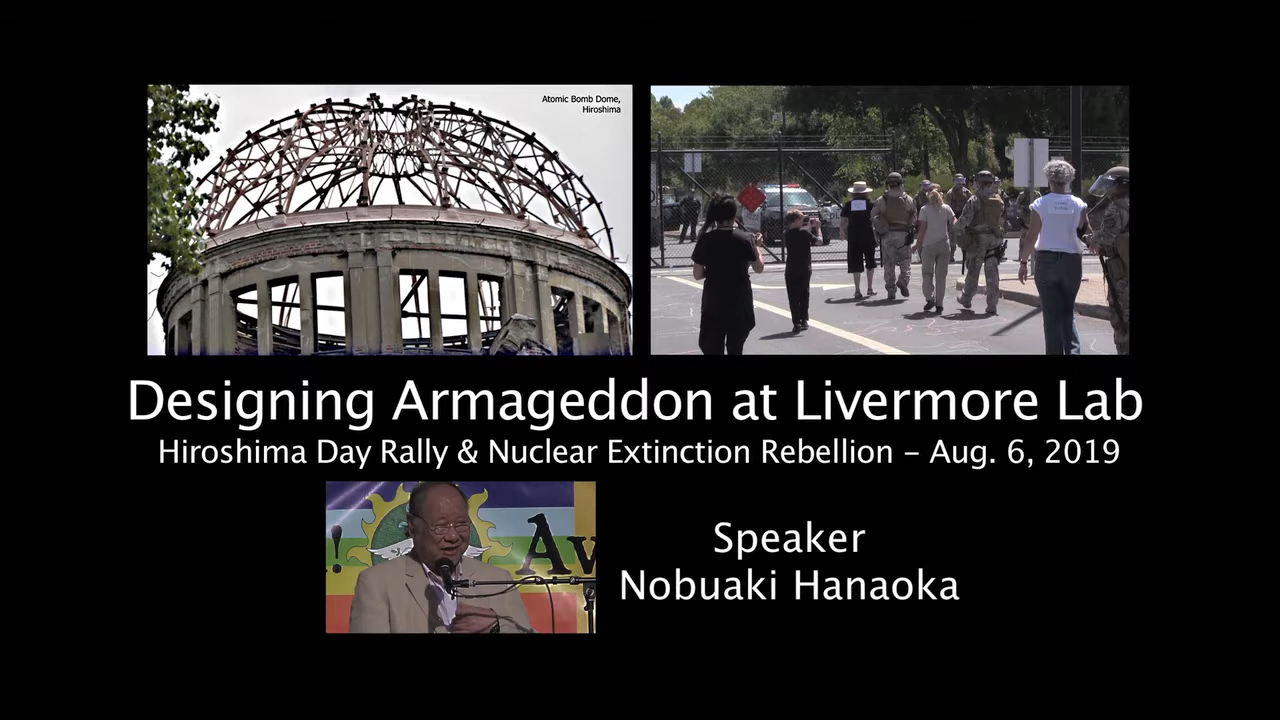 Atomic Bomb Dome,
Hiroshima
Designing Armageddon at Livermore Lab
Hiroshima Day Rally & Nuclear Extinction Rebellion – Aug. 6, 2019
! Aw
Speaker
Nobuaki Hanaoka